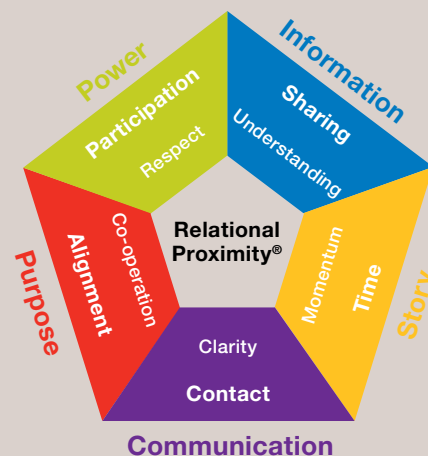 Power
Participation
Respect
Information
Sharing
Understanding
Relational
Proximity®
Purpose
Alignment
Co-operation
Momentum
Time
Story
Clarity
Contact
Communication